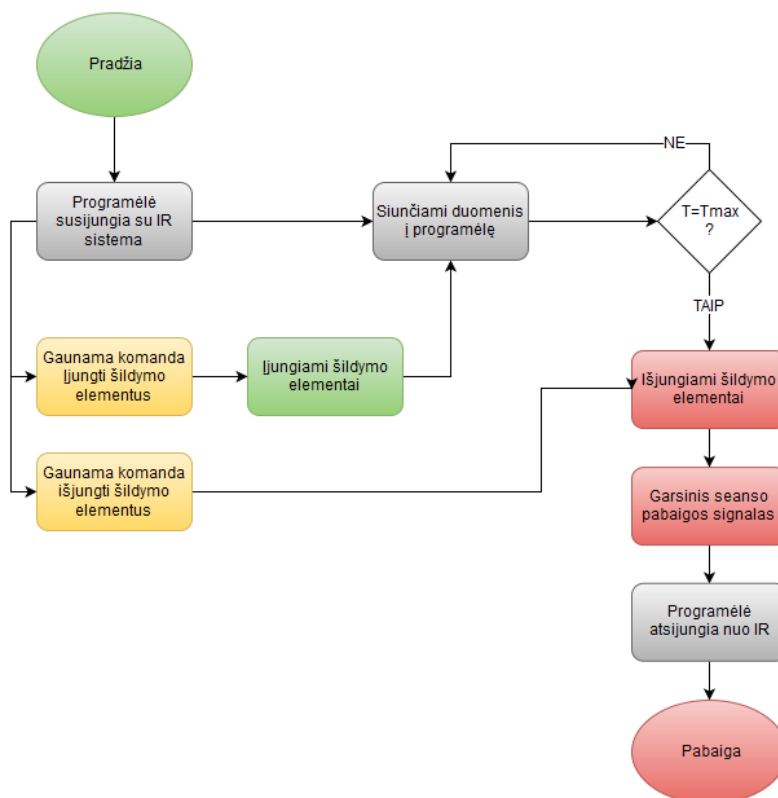 Pradžia
NE
Programėlė
susijungia su IR
sistema
Siunčiami duomenis
į programėlę
T=Tmax
?
TAIP
Gaunama komanda
Įjungti šildymo
elementus
Įjungiami šildymo
elementai
Išjungiami šildymo
elementai
Gaunama komanda
išjungti šildymo
elementus
Garsinis seanso
pabaigos signalas
Programėlė
atsijungia nuo IR
Pabaiga